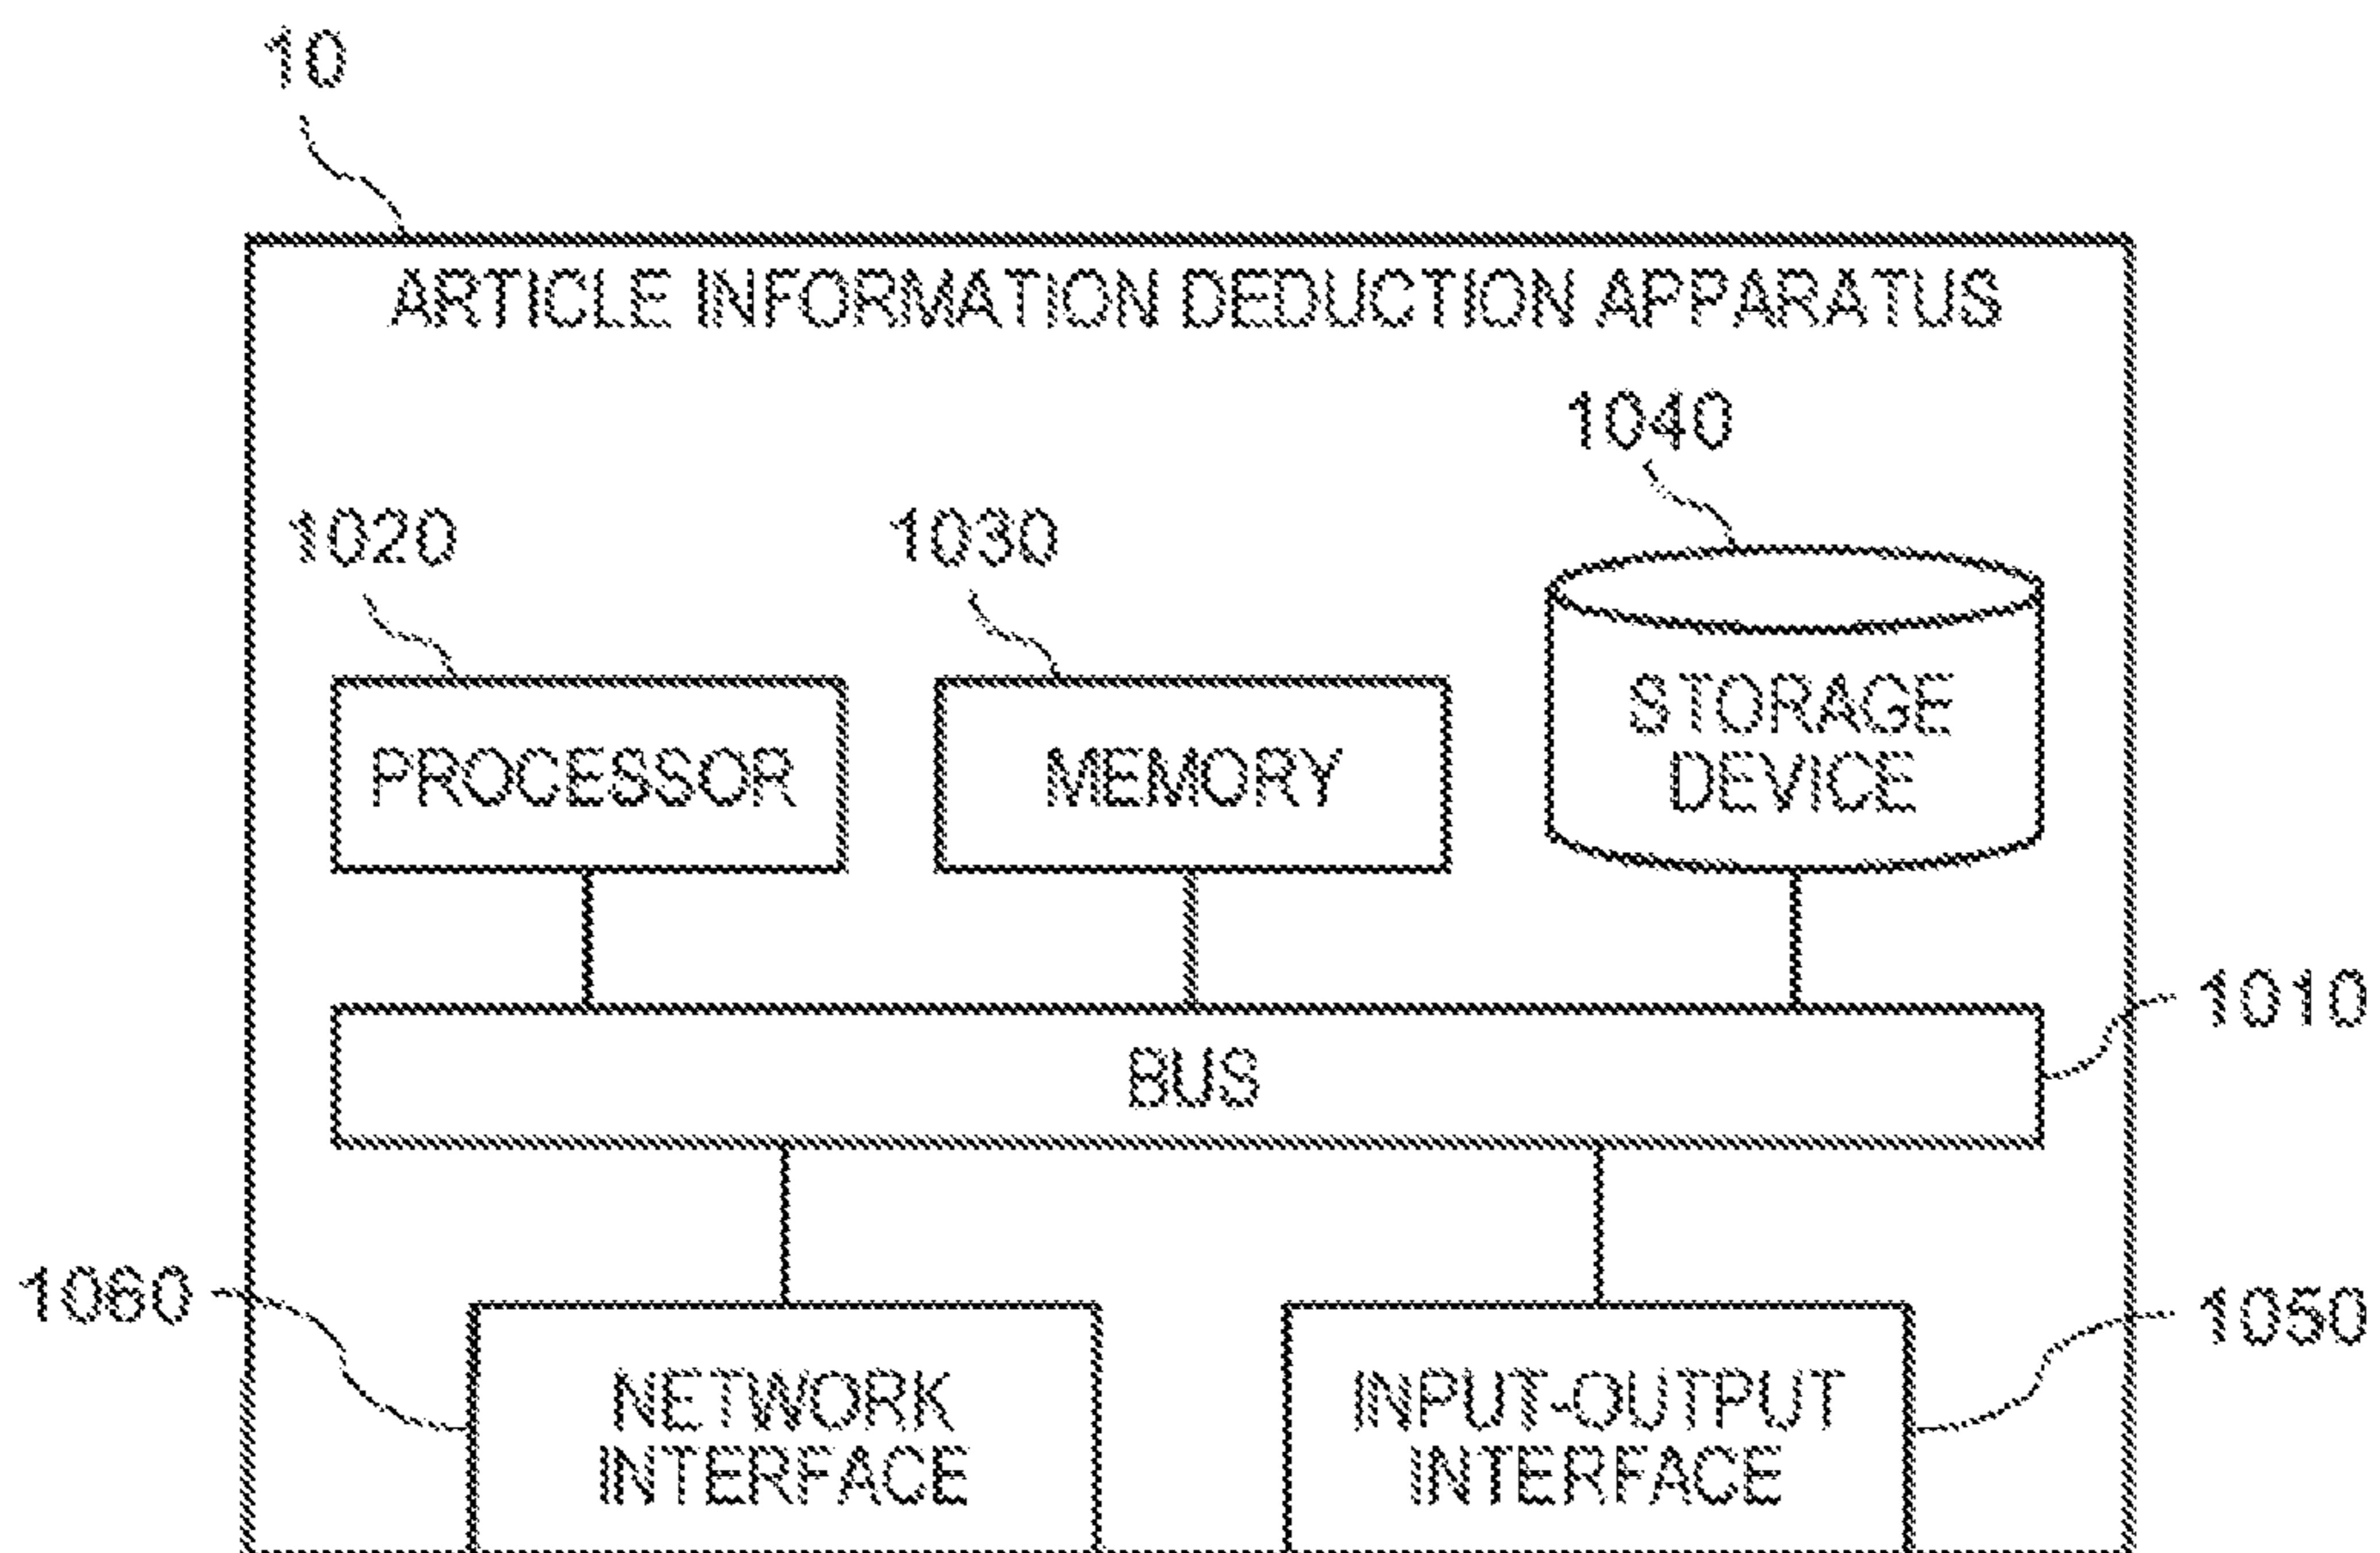 10
ARTICLE INFORMATION DEDUCTION APPARATUS
1040
1020
1030
STORAGE
DEVICE
PROCESSOR
MEMORY
1010
BUS
1060
1050
NETWORK
INTERFACE
INPUT-OUTPUT
INTERFACE